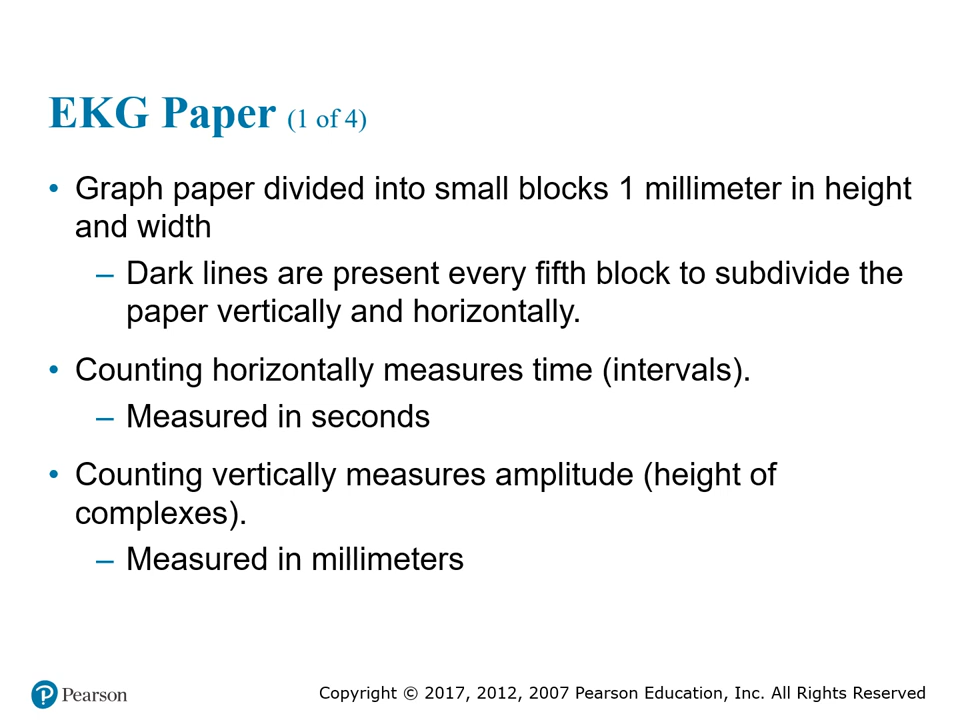 EKG Paper (1 of 4)
• Graph paper divided into small blocks 1 millimeter in height
and width
– Dark lines are present every fifth block to subdivide the
paper vertically and horizontally.
• Counting horizontally measures time (intervals).
– Measured in seconds
• Counting vertically measures amplitude (height of
complexes).
– Measured in millimeters
P Pearson
Copyright © 2017, 2012, 2007 Pearson Education, Inc. All Rights Reserved